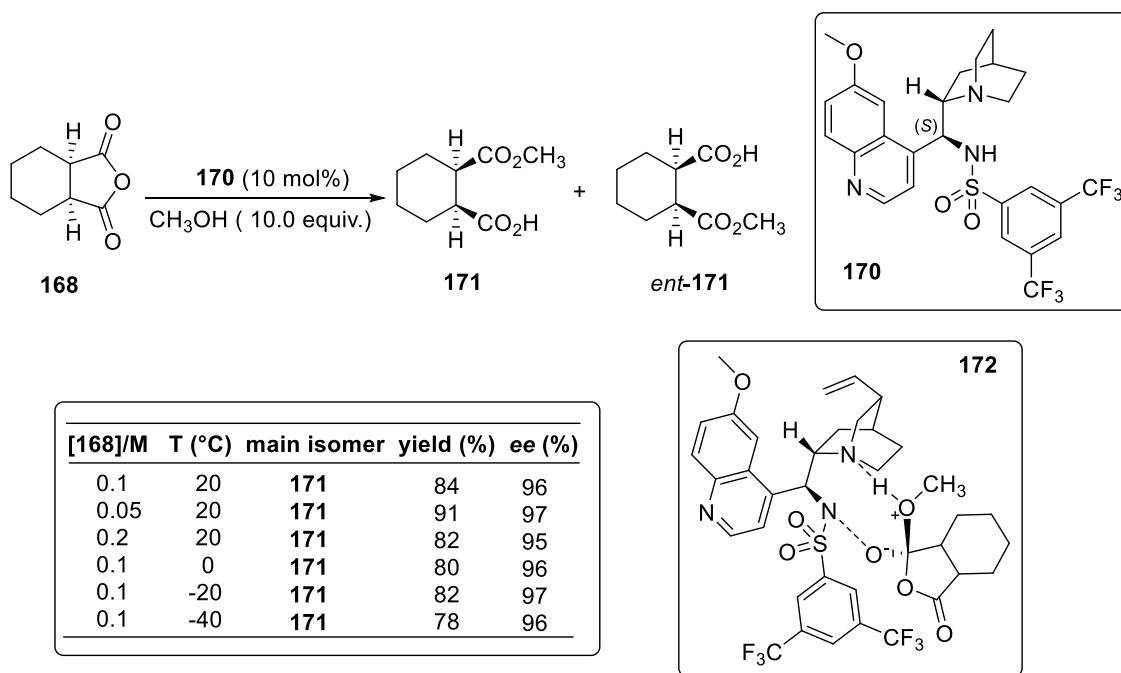 168
H
H
O
O
O
170 (10 mol%)
CH₃OH ( 10.0 equiv.)
H
CO₂CH₃
CO₂H
H
171
+
H
CO₂H
CO₂CH₃
H
ent-171
O
H
N
(S)
NH
N
S
O
O
CF₃
CF₃
170
[168]/M T (°C) main isomer yield (%) ee (%)
0.1 20 171 84 96
0.05 20 171 91 97
0.2 20 171 82 95
0.1 0 171 80 96
0.1 -20 171 82 97
0.1 -40 171 78 96
172
O
H
N
H
CH₃
O
+
N
N
O
S
O
O⁻
O
O
F₃C
CF₃